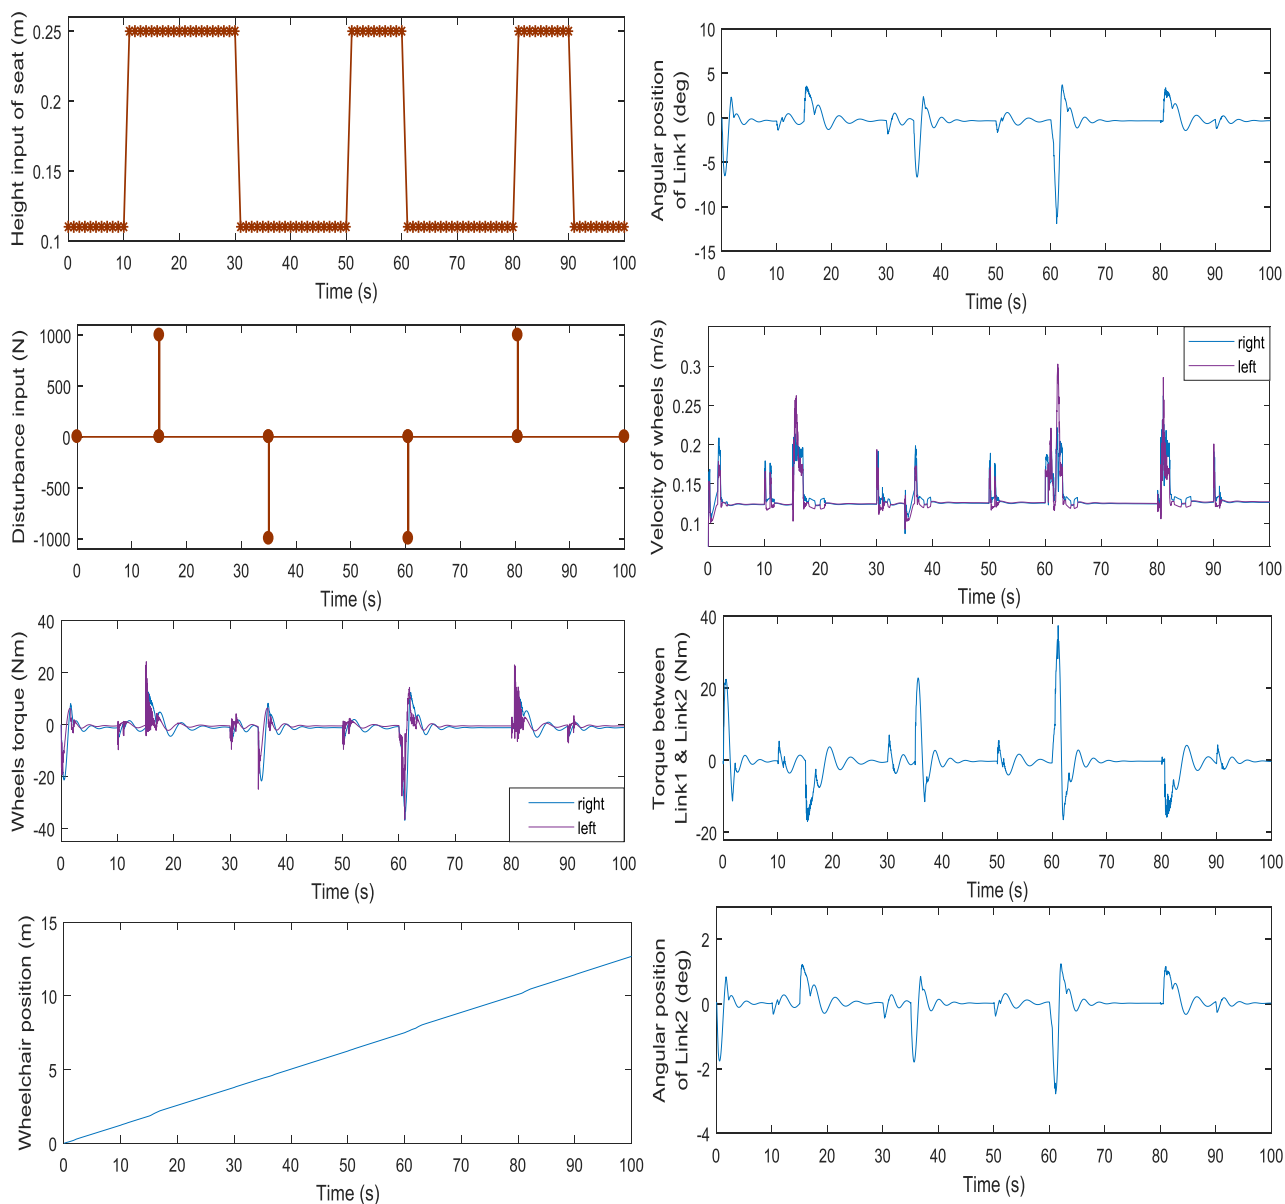 Height input of seat (m)
0.25
0.2
0.15
0.1
0 10 20 30 40 50 60 70 80 90 100
Time (s)
Angular position
of Link1 (deg)
10
5
0
-5
-10
-15
0 10 20 30 40 50 60 70 80 90 100
Time (s)
Disturbance input (N)
1000
500
0
-500
-1000
0 10 20 30 40 50 60 70 80 90 100
Time (s)
Velocity of wheels (m/s)
0.3
0.25
0.2
0.15
0.1
right
left
0 10 20 30 40 50 60 70 80 90 100
Time (s)
Wheels torque (Nm)
40
20
0
-20
-40
right
left
0 10 20 30 40 50 60 70 80 90 100
Time (s)
Torque between
Link1 & Link2 (Nm)
40
20
0
-20
0 10 20 30 40 50 60 70 80 90 100
Time (s)
Wheelchair position (m)
15
10
5
0
0 10 20 30 40 50 60 70 80 90 100
Time (s)
Angular position
of Link2 (deg)
2
0
-2
-4
0 10 20 30 40 50 60 70 80 90 100
Time (s)